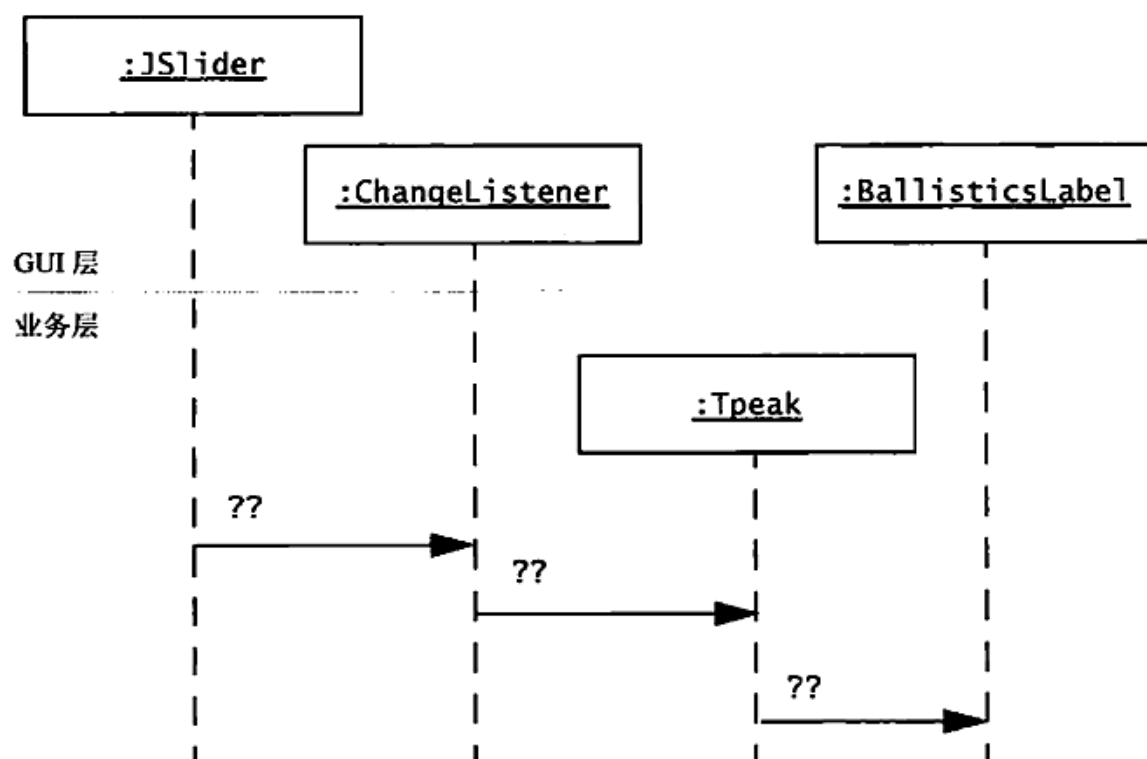 :JSlider
:ChangeListener
:BallisticsLabel
GUI 层
业务层
:Tpeak
??
??
??